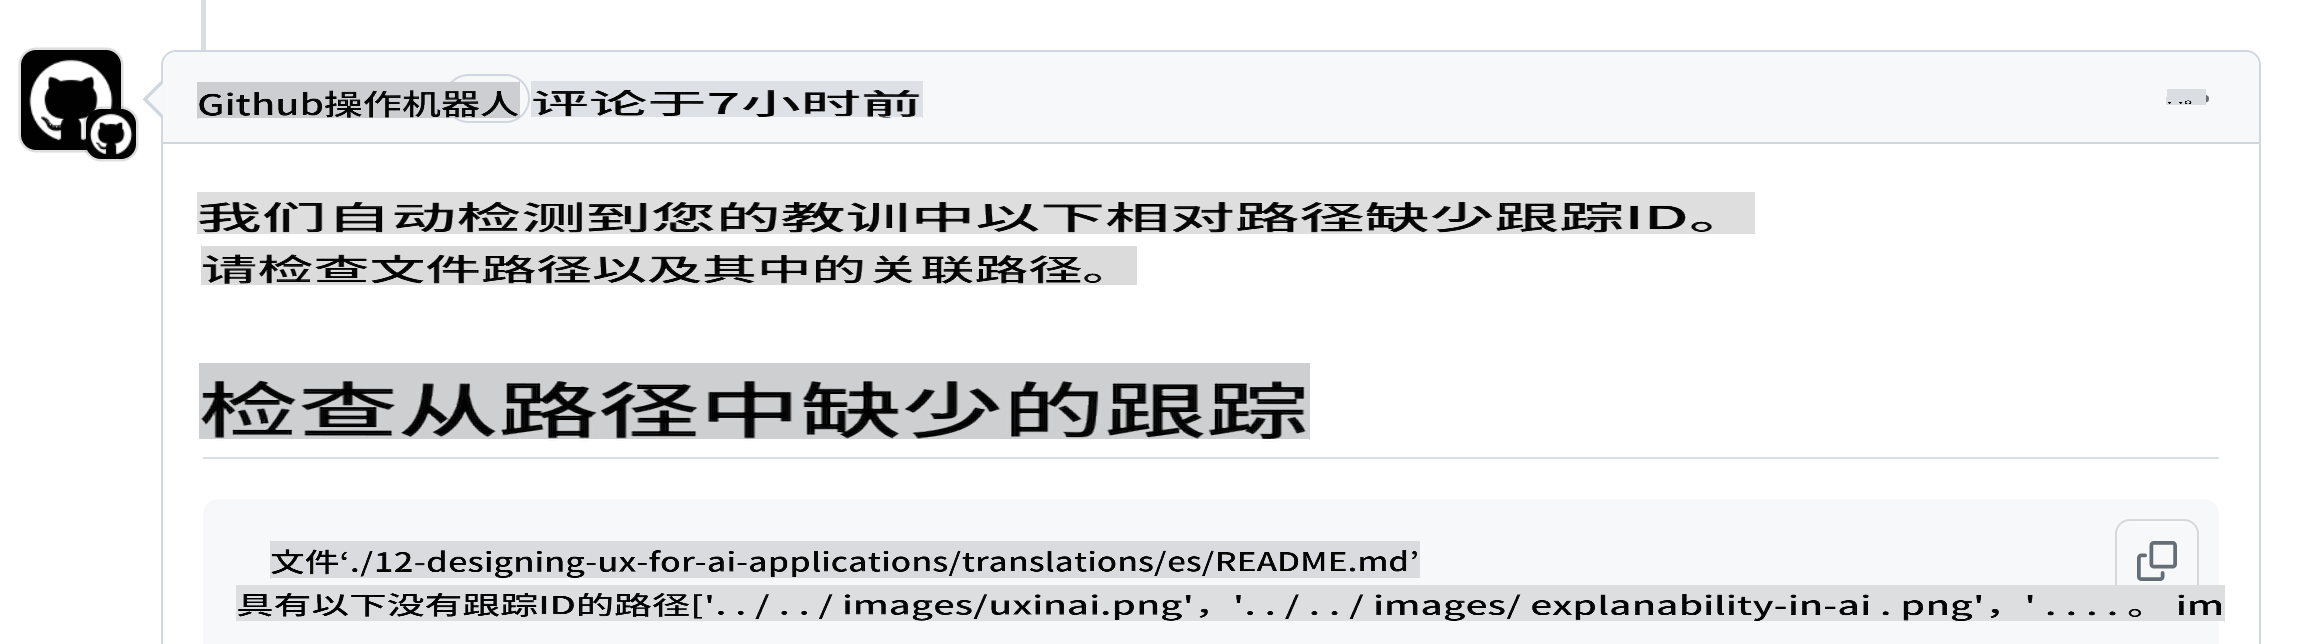 Github操作机器人 评论于7小时前
我们自动检测到您的教训中以下相对路径缺少跟踪ID。
请检查文件路径以及其中的关联路径。
检查从路径中缺少的跟踪
文件‘./12-designing-ux-for-ai-applications/translations/es/README.md’
具有以下没有跟踪ID的路径['../../ images/uxinai.png'，'../../ images/ explanability-in-ai . png'，'....。 im